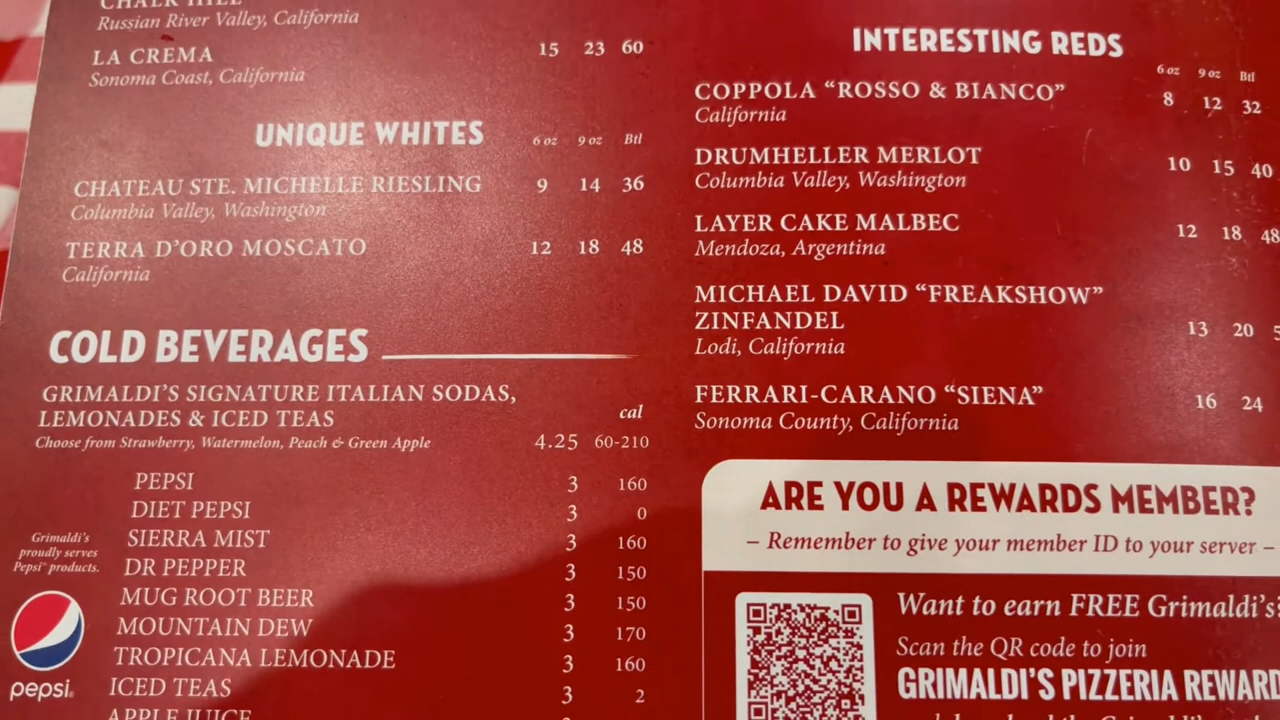 CHALK HILL
Russian River Valley, California
LA CREMA 15 23 60
Sonoma Coast, California
UNIQUE WHITES 6 oz 9 oz Btl
CHATEAU STE. MICHELLE RIESLING 9 14 36
Columbia Valley, Washington
TERRA D'ORO MOSCATO 12 18 48
California
COLD BEVERAGES
GRIMALDI'S SIGNATURE ITALIAN SODAS,
LEMONADES & ICED TEAS cal
Choose from Strawberry, Watermelon, Peach & Green Apple 4.25 60-210
PEPSI 3 160
DIET PEPSI 3 0
SIERRA MIST 3 160
DR PEPPER 3 150
MUG ROOT BEER 3 150
MOUNTAIN DEW 3 170
TROPICANA LEMONADE 3 160
ICED TEAS 3 2
APPLE JUICE
Grimaldi's
proudly serves
Pepsi® products.
pepsi®
INTERESTING REDS
6 oz 9 oz Btl
COPPOLA “ROSSO & BIANCO” 8 12 32
California
DRUMHELLER MERLOT 10 15 40
Columbia Valley, Washington
LAYER CAKE MALBEC 12 18 48
Mendoza, Argentina
MICHAEL DAVID “FREAKSHOW”
ZINFANDEL 13 20 5
Lodi, California
FERRARI-CARANO “SIENA” 16 24
Sonoma County, California
ARE YOU A REWARDS MEMBER?
– Remember to give your member ID to your server –
Want to earn FREE Grimaldi's?
Scan the QR code to join
GRIMALDI'S PIZZERIA REWARD